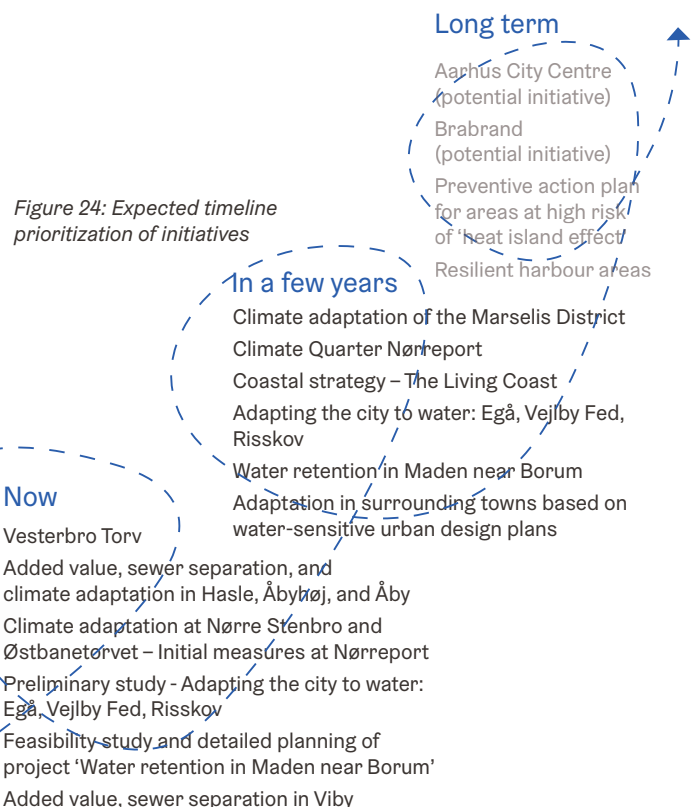 Long term
Aarhus City Centre
(potential initiative)
Brabrand
(potential initiative)
Preventive action plan
for areas at high risk
of ‘heat island effect’
Resilient harbour areas
Figure 24: Expected timeline
prioritization of initiatives
In a few years
Climate adaptation of the Marselis District
Climate Quarter Nørreport
Coastal strategy – The Living Coast
Adapting the city to water: Egå, Vejlby Fed,
Risskov
Water retention in Maden near Borum
Adaptation in surrounding towns based on
water-sensitive urban design plans
Now
Vesterbro Torv
Added value, sewer separation, and
climate adaptation in Hasle, Åbyhøj, and Åby
Climate adaptation at Nørre Stenbro and
Østbanetorvet – Initial measures at Nørreport
Preliminary study - Adapting the city to water:
Egå, Vejlby Fed, Risskov
Feasibility study and detailed planning of
project ‘Water retention in Maden near Borum’
Added value, sewer separation in Viby